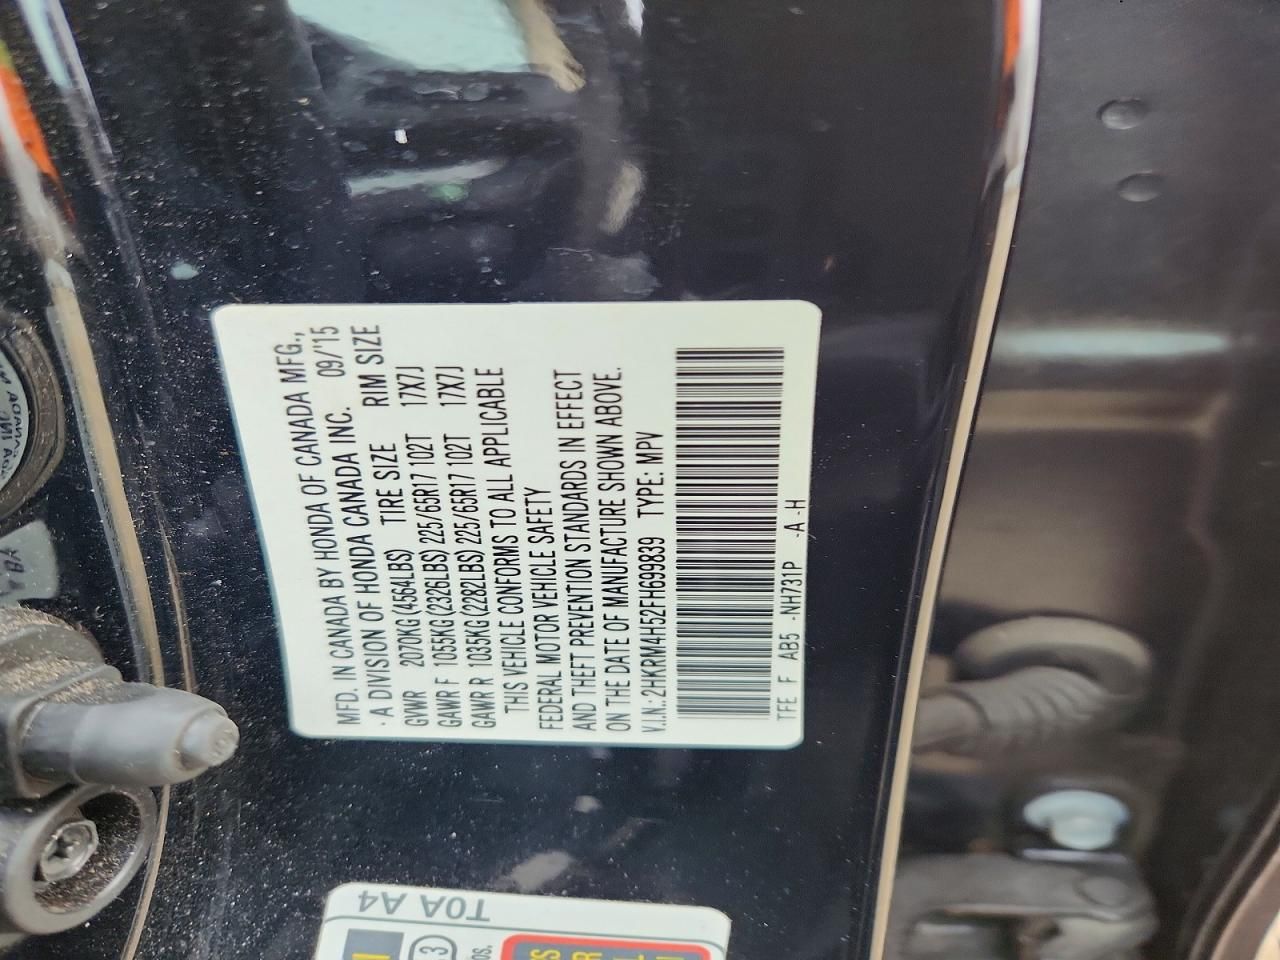 MFD. IN CANADA BY HONDA OF CANADA MFG.,
· A DIVISION OF HONDA CANADA INC. 09/'15
GVWR 2070KG(4564LBS) TIRE SIZE RIM SIZE
GAWR F 1055KG(2326LBS) 225/65R17 102T 17X7J
GAWR R 1035KG(2282LBS) 225/65R17 102T 17X7J
THIS VEHICLE CONFORMS TO ALL APPLICABLE
FEDERAL MOTOR VEHICLE SAFETY
AND THEFT PREVENTION STANDARDS IN EFFECT
ON THE DATE OF MANUFACTURE SHOWN ABOVE.
V.I.N.: 2HKRM4H52FH699839 TYPE: MPV
TFE F AB5 -NH731P -A -H
T0A A4